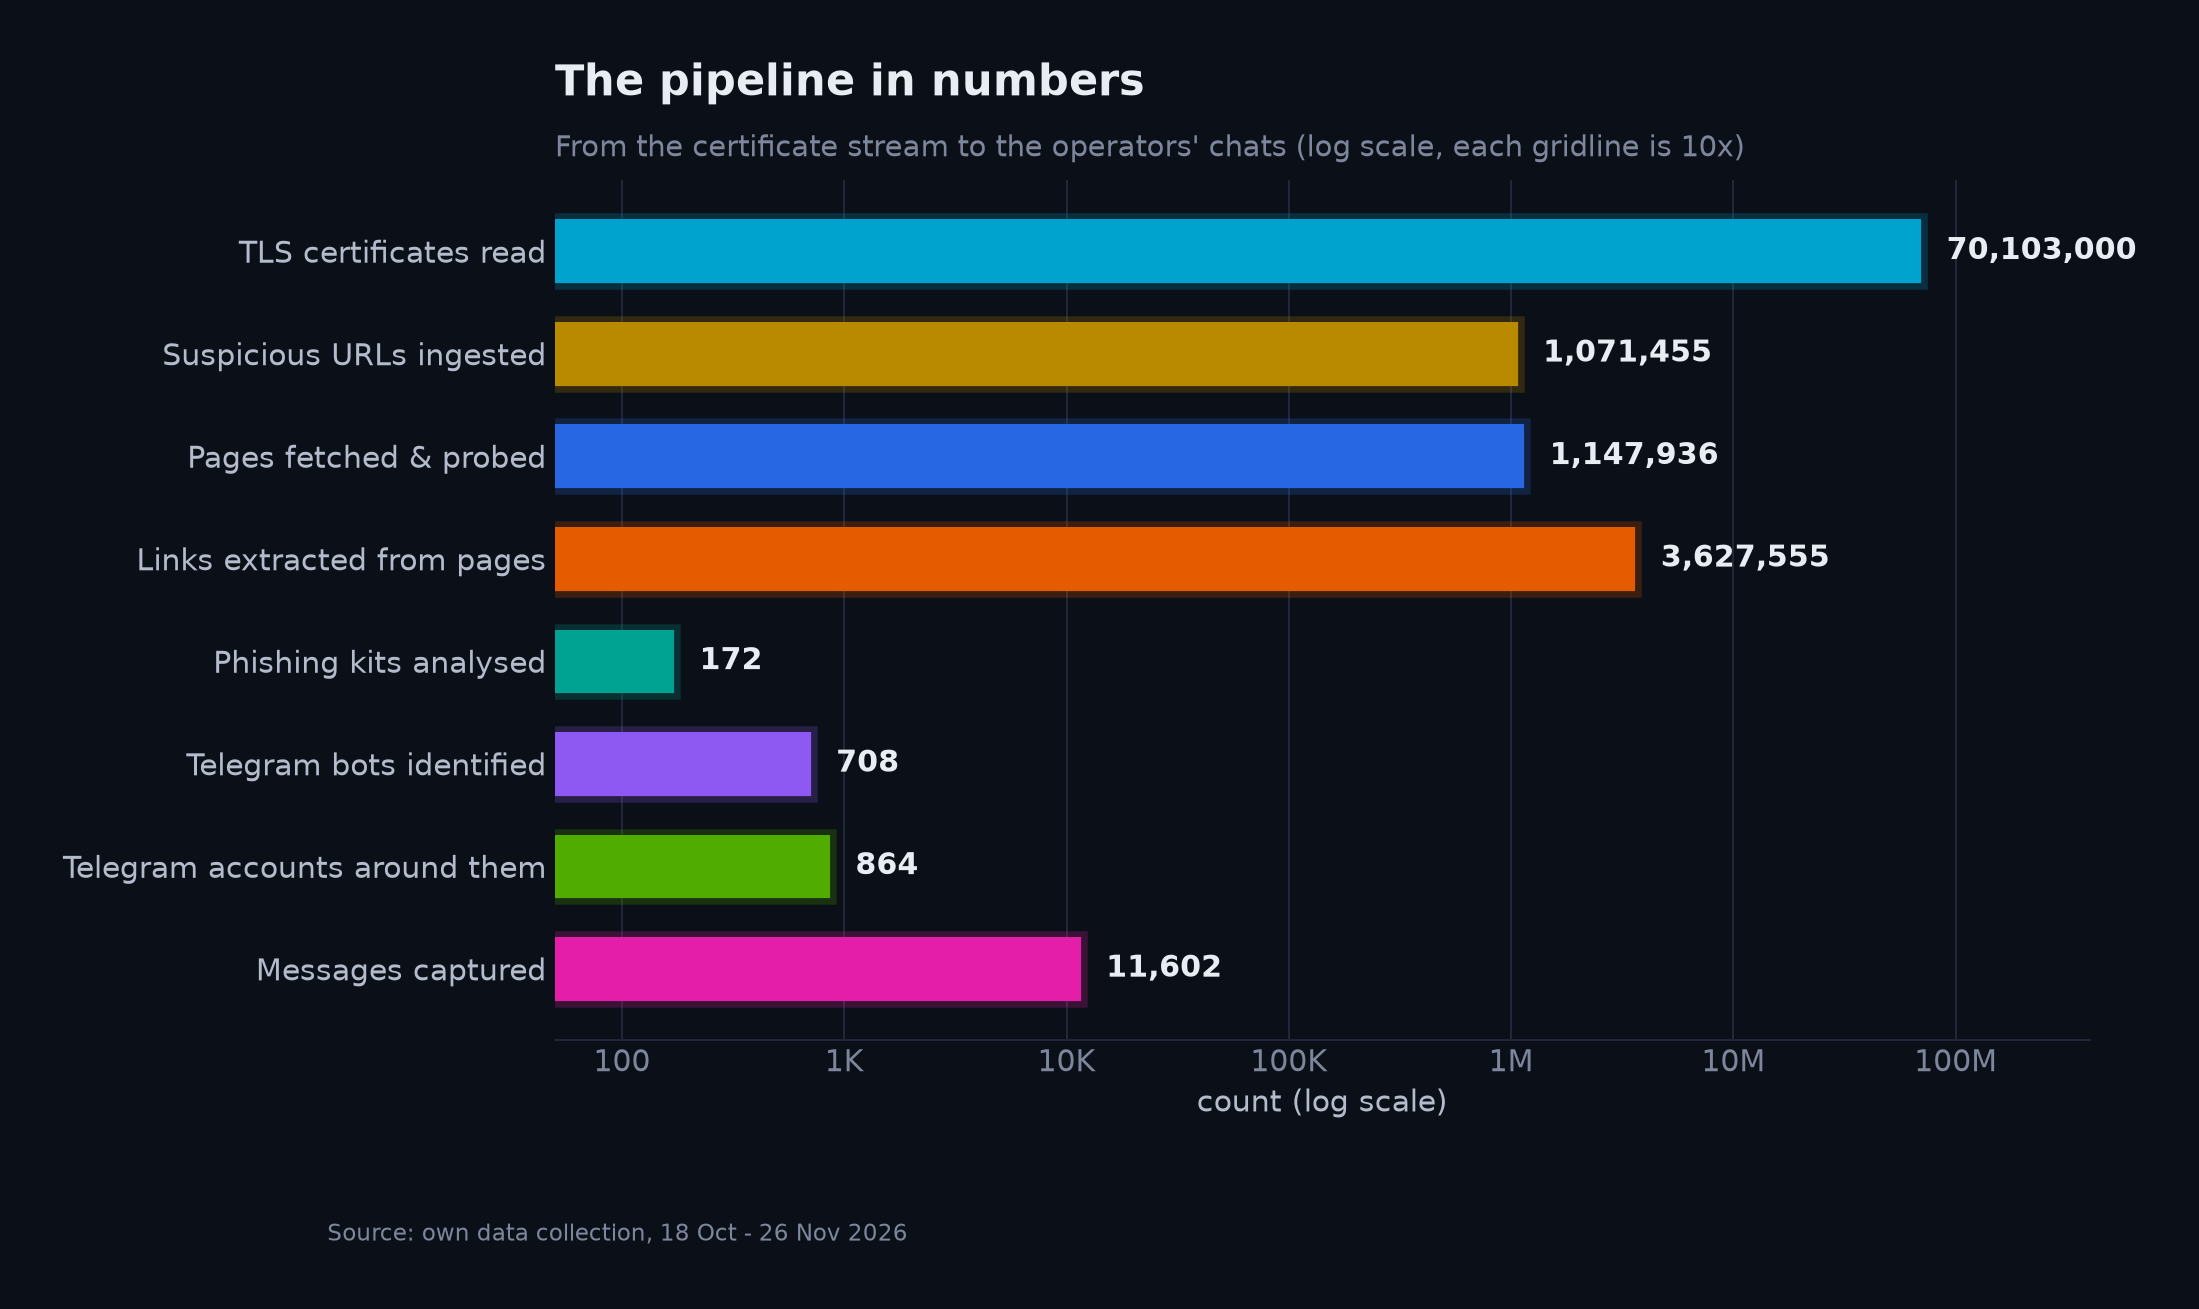 The pipeline in numbers
From the certificate stream to the operators' chats (log scale, each gridline is 10x)
TLS certificates read 70,103,000
Suspicious URLs ingested 1,071,455
Pages fetched & probed 1,147,936
Links extracted from pages 3,627,555
Phishing kits analysed 172
Telegram bots identified 708
Telegram accounts around them 864
Messages captured 11,602
100 1K 10K 100K 1M 10M 100M
count (log scale)
Source: own data collection, 18 Oct - 26 Nov 2026